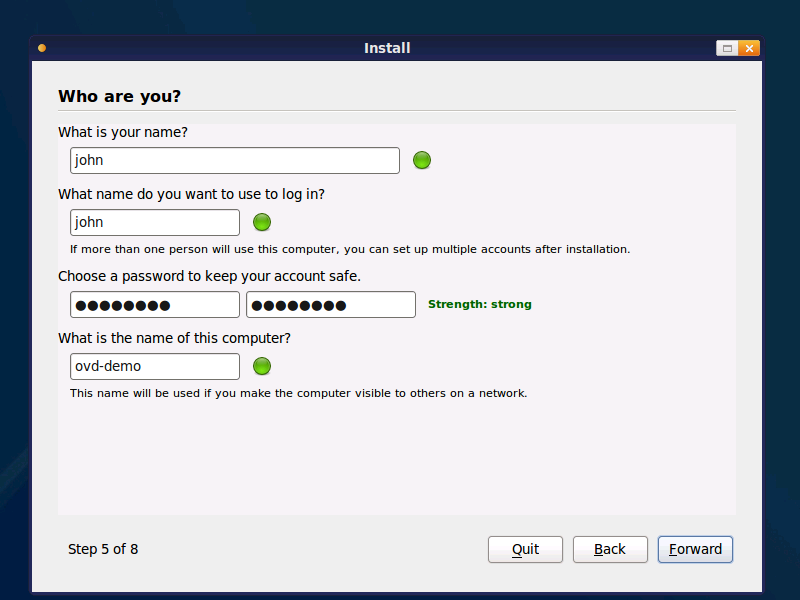 Install
Who are you?
What is your name?
john
What name do you want to use to log in?
john
If more than one person will use this computer, you can set up multiple accounts after installation.
Choose a password to keep your account safe.
●●●●●●●● ●●●●●●●● Strength: strong
What is the name of this computer?
ovd-demo
This name will be used if you make the computer visible to others on a network.
Step 5 of 8 Quit Back Forward